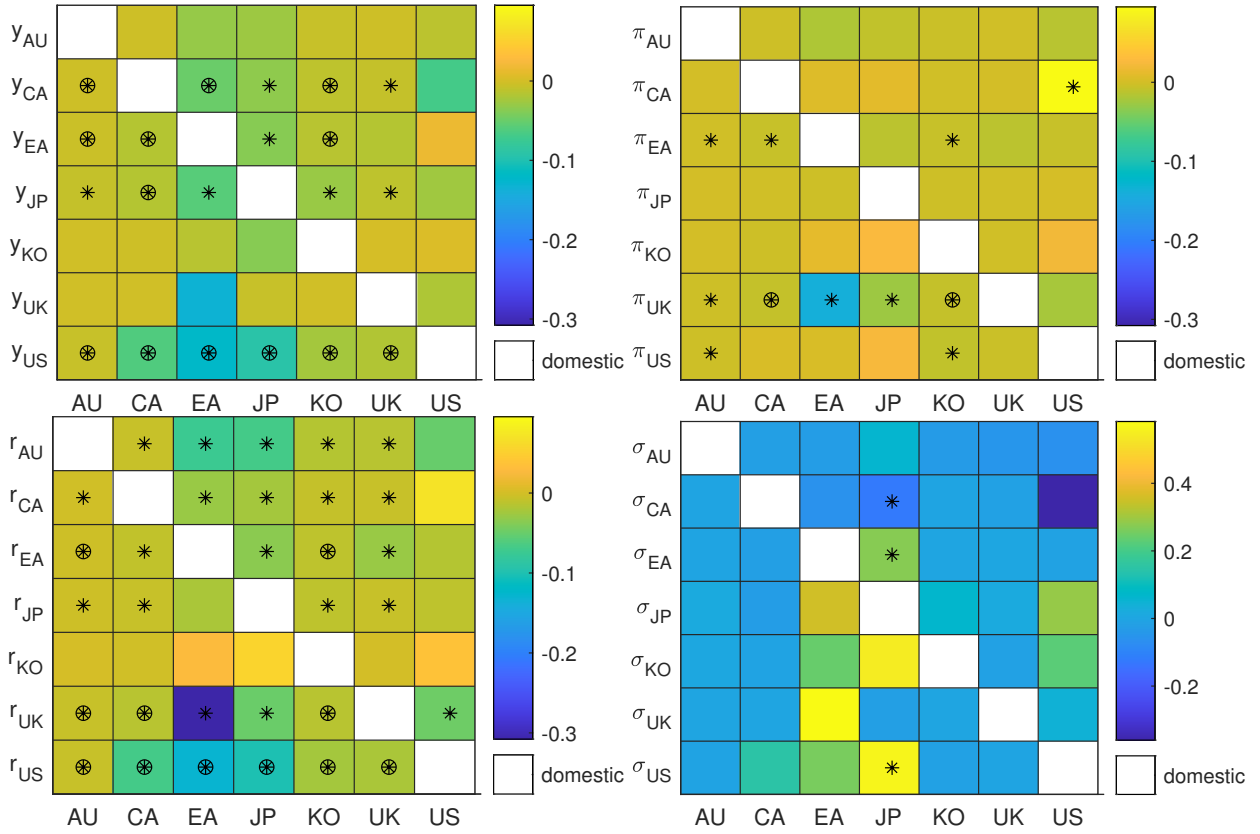 y_AU
y_CA
y_EA
y_JP
y_KO
y_UK
y_US
AU CA EA JP KO UK US
0
-0.1
-0.2
-0.3
domestic
π_AU
π_CA
π_EA
π_JP
π_KO
π_UK
π_US
AU CA EA JP KO UK US
0
-0.1
-0.2
-0.3
domestic
r_AU
r_CA
r_EA
r_JP
r_KO
r_UK
r_US
AU CA EA JP KO UK US
0
-0.1
-0.2
-0.3
domestic
σ_AU
σ_CA
σ_EA
σ_JP
σ_KO
σ_UK
σ_US
AU CA EA JP KO UK US
0.4
0.2
0
-0.2
domestic